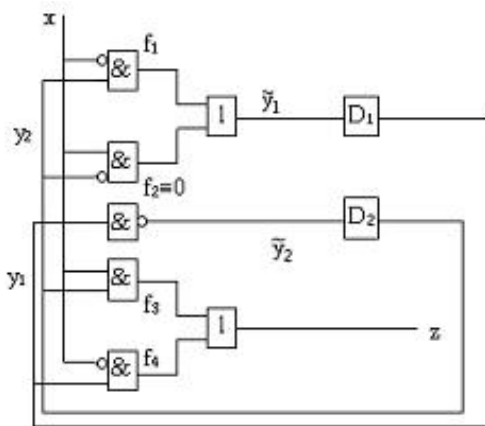 x
f₁
&
ỹ₁
1
D₁
y₂
&
f₂=0
&
D₂
ỹ₂
y₁
&
f₃
1
z
&
f₄